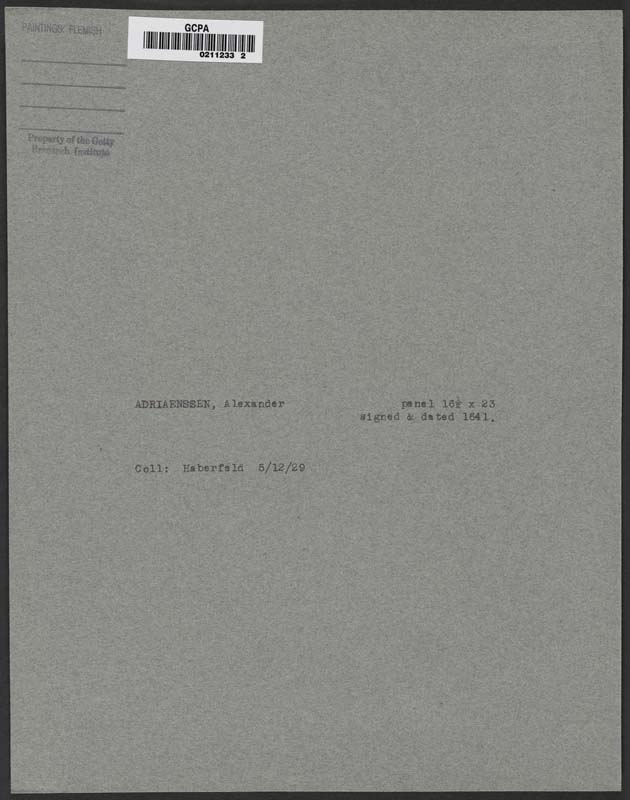 PAINTINGS: FLEMISH
GCPA
0211233 2
Property of the Getty
Research Institute
ADRIAENSSEN, Alexander
panel 16½ x 23
signed & dated 1641.
Coll: Haberfeld 5/12/29